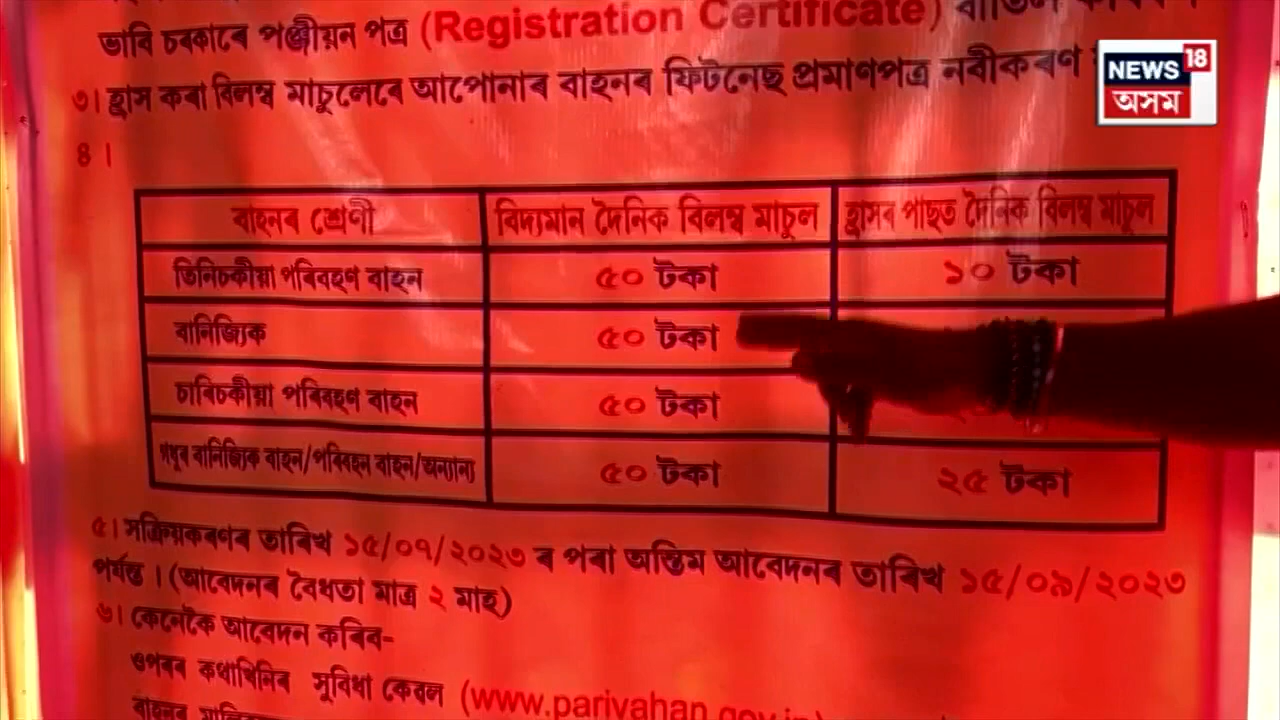 ভাবি চৰকাৰে পঞ্জীয়ন পত্ৰ (Registration Certificate)
NEWS 18
অসম
৩। হ্ৰাস কৰা বিলম্ব মাচুলেৰে আপোনাৰ বাহনৰ ফিটনেছ প্ৰমাণপত্ৰ নবীকৰণ
৪।
বাহনৰ শ্ৰেণী বিদ্যমান দৈনিক বিলম্ব মাচুল হ্ৰাসৰ পাছত দৈনিক বিলম্ব মাচুল
তিনিচকীয়া পৰিবহণ বাহন ৫০ টকা ১০ টকা
বানিজ্যিক ৫০ টকা
চাৰিচকীয়া পৰিবহণ বাহন ৫০ টকা
মধুৰ বানিজ্যিক বাহন/পৰিবহন বাহন/অন্যান্য ৫০ টকা ২৫ টকা
৫। সক্ৰিয়কৰণৰ তাৰিখ ১৫/০৭/২০২৩ ৰ পৰা অন্তিম আবেদনৰ তাৰিখ ১৫/০৯/২০২৩
পৰ্যন্ত। (আবেদনৰ বৈধতা মাত্ৰ ২ মাহ)
৬। কেনেকৈ আবেদন কৰিব-
ওপৰৰ কথাখিনিৰ সুবিধা কেৱল (www.parivahan.gov.in)
বাহনৰ